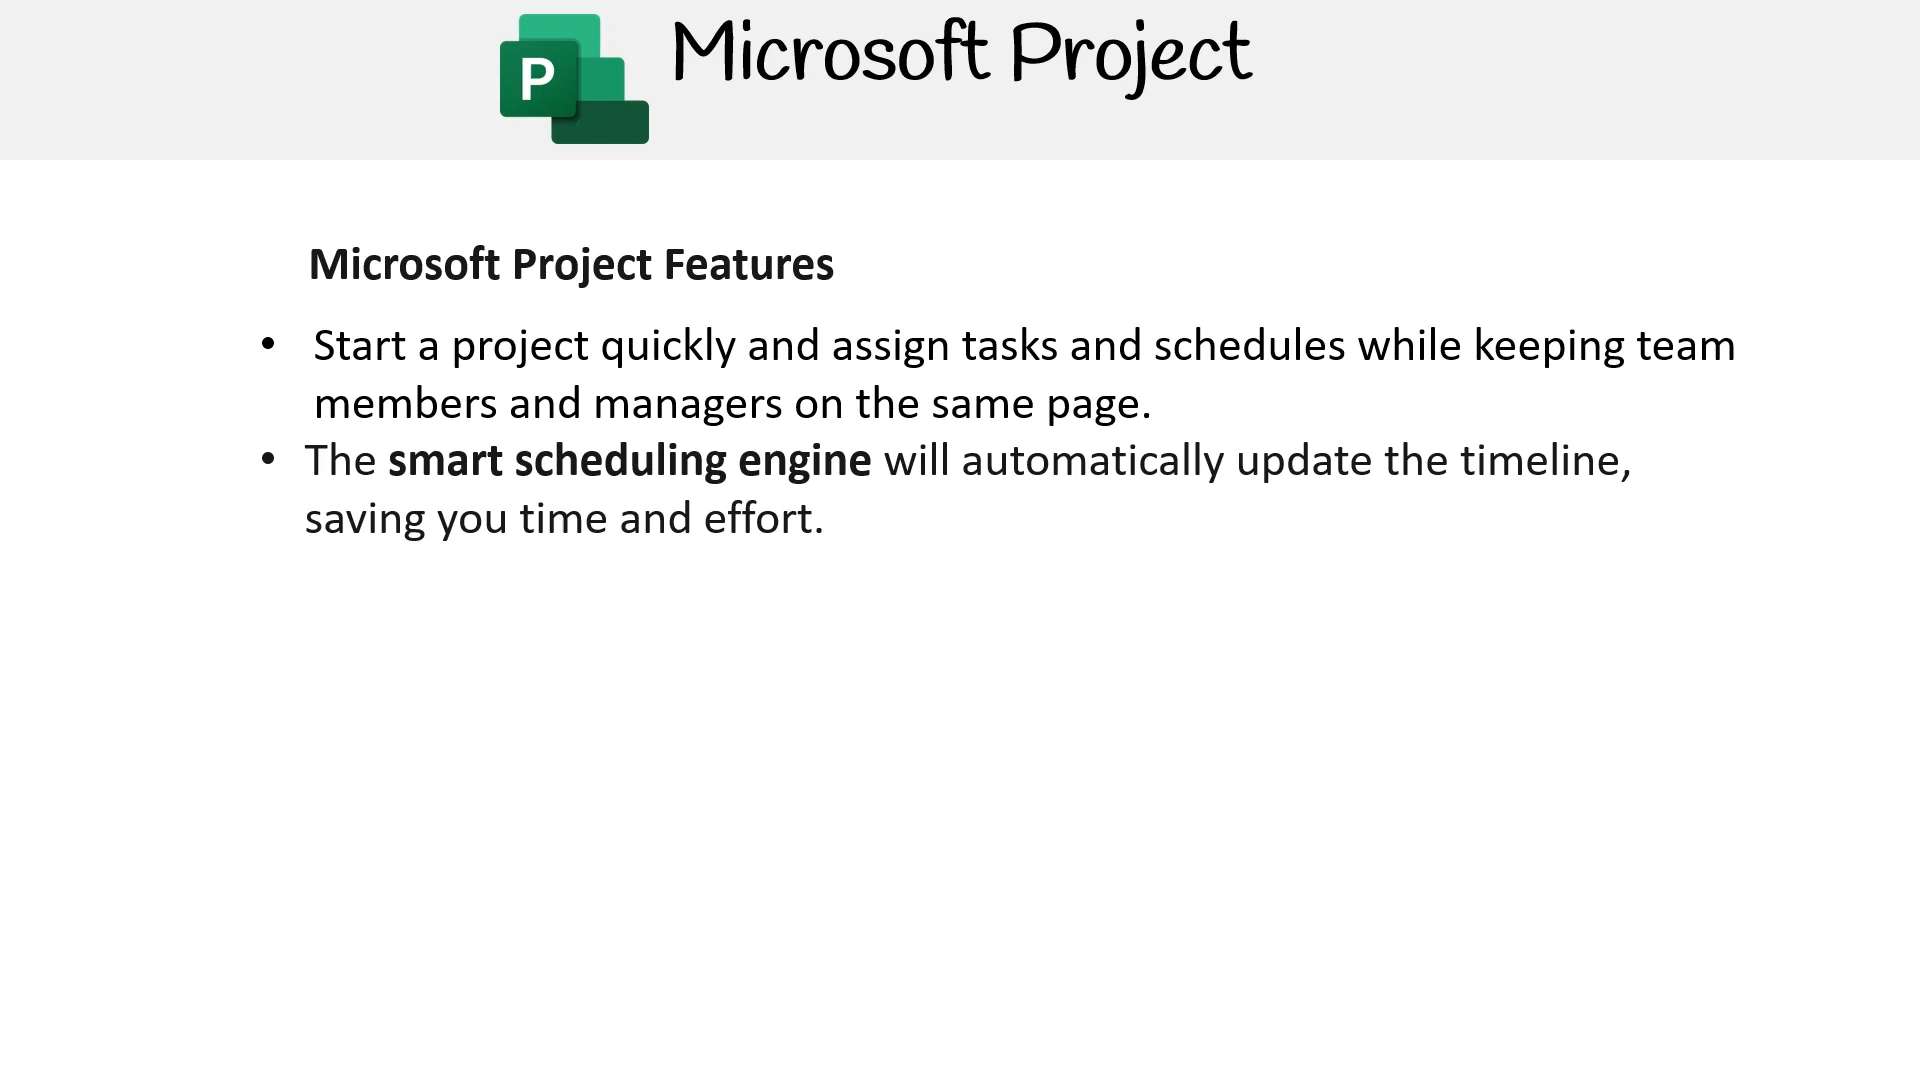 P
Microsoft Project
Microsoft Project Features
• Start a project quickly and assign tasks and schedules while keeping team
members and managers on the same page.
• The smart scheduling engine will automatically update the timeline,
saving you time and effort.